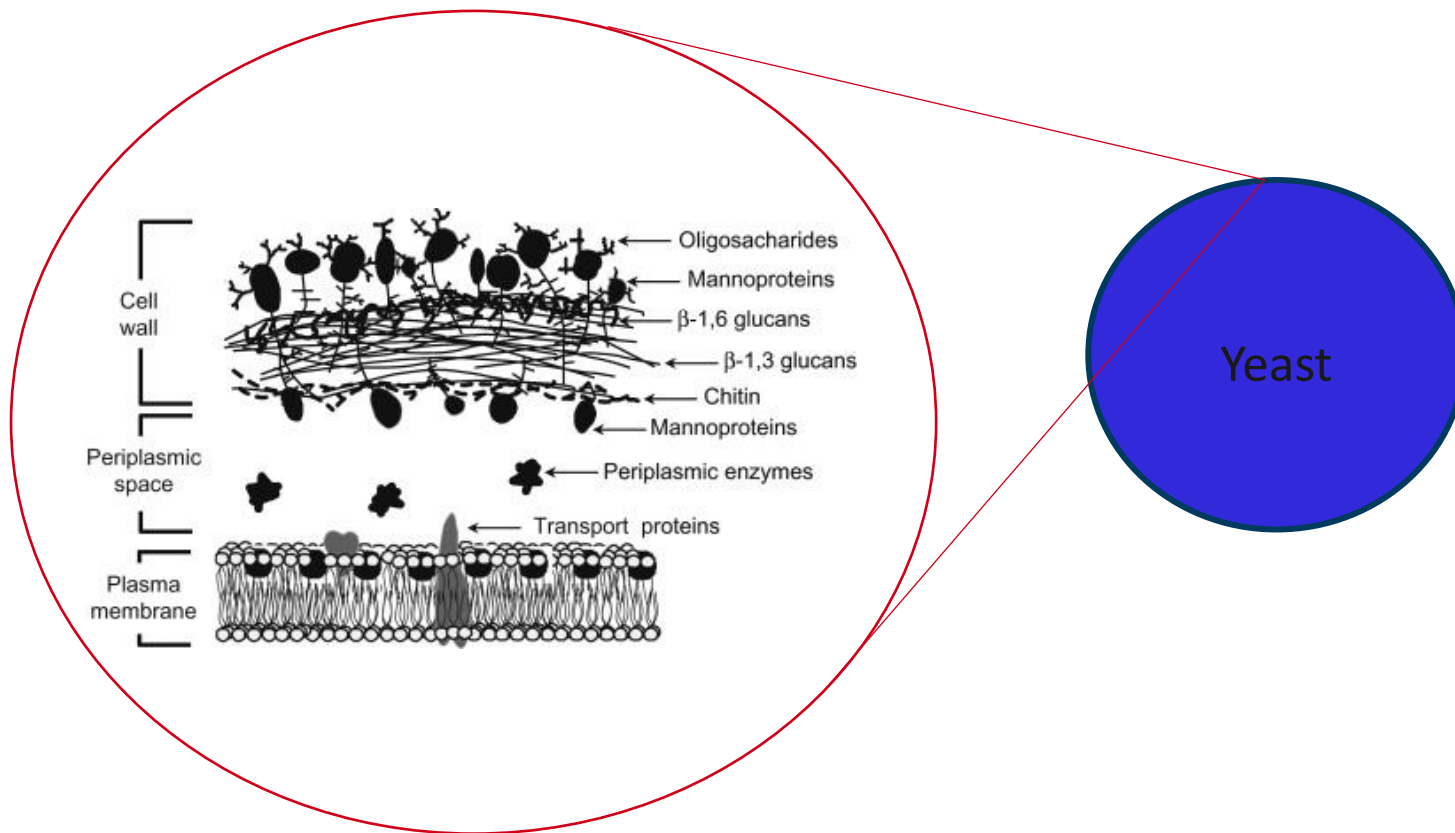 Oligosacharides
Mannoproteins
β-1,6 glucans
β-1,3 glucans
Chitin
Mannoproteins
Periplasmic enzymes
Transport proteins
Cell
wall
Periplasmic
space
Plasma
membrane
Yeast